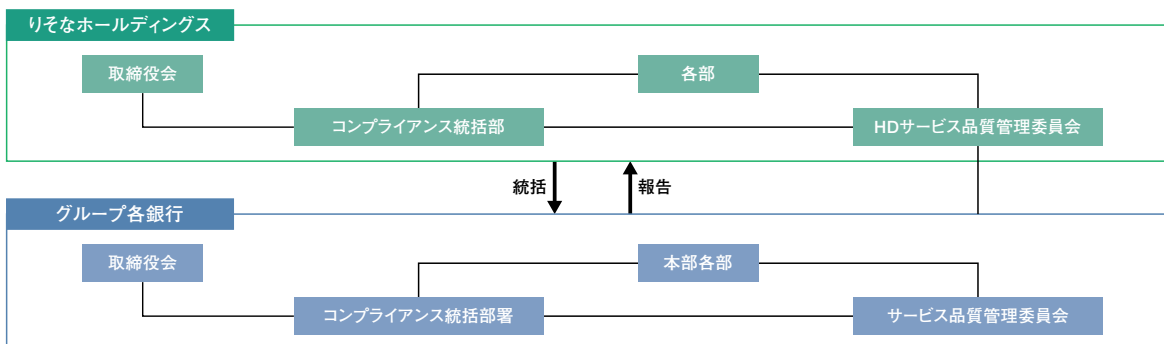 りそなホールディングス
取締役会
各部
コンプライアンス統括部
HDサービス品質管理委員会
統括
報告
グループ各銀行
取締役会
本部各部
コンプライアンス統括部署
サービス品質管理委員会